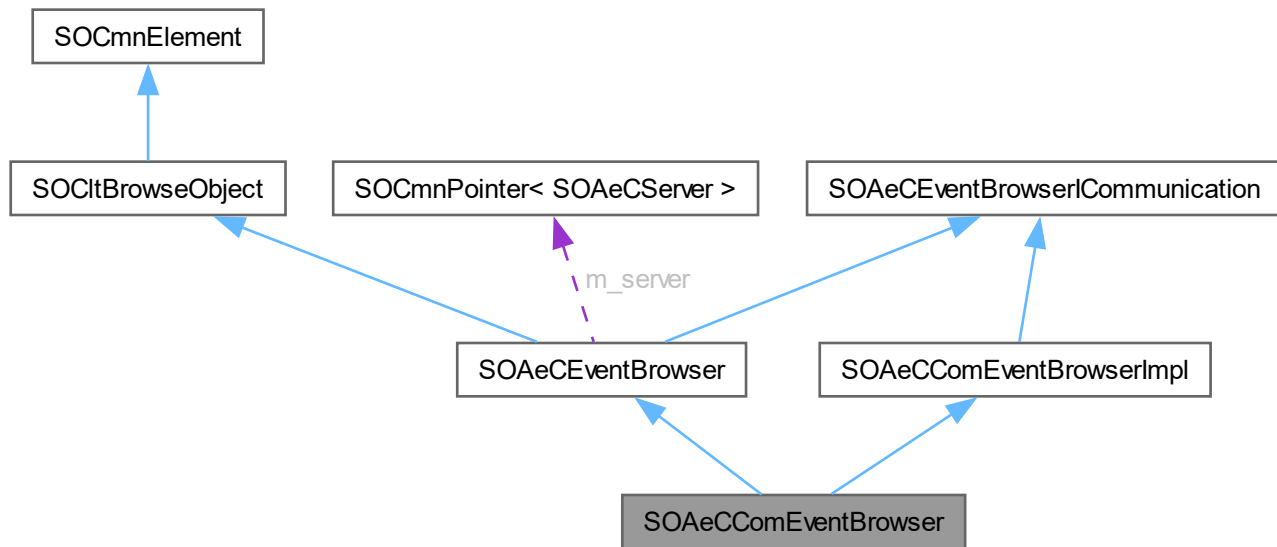 SOCmnElement
SOCltBrowseObject
SOCmnPointer< SOAeCServer >
SOAeCEventBrowserICommunication
m_server
SOAeCEventBrowser
SOAeCComEventBrowserImpl
SOAeCComEventBrowser